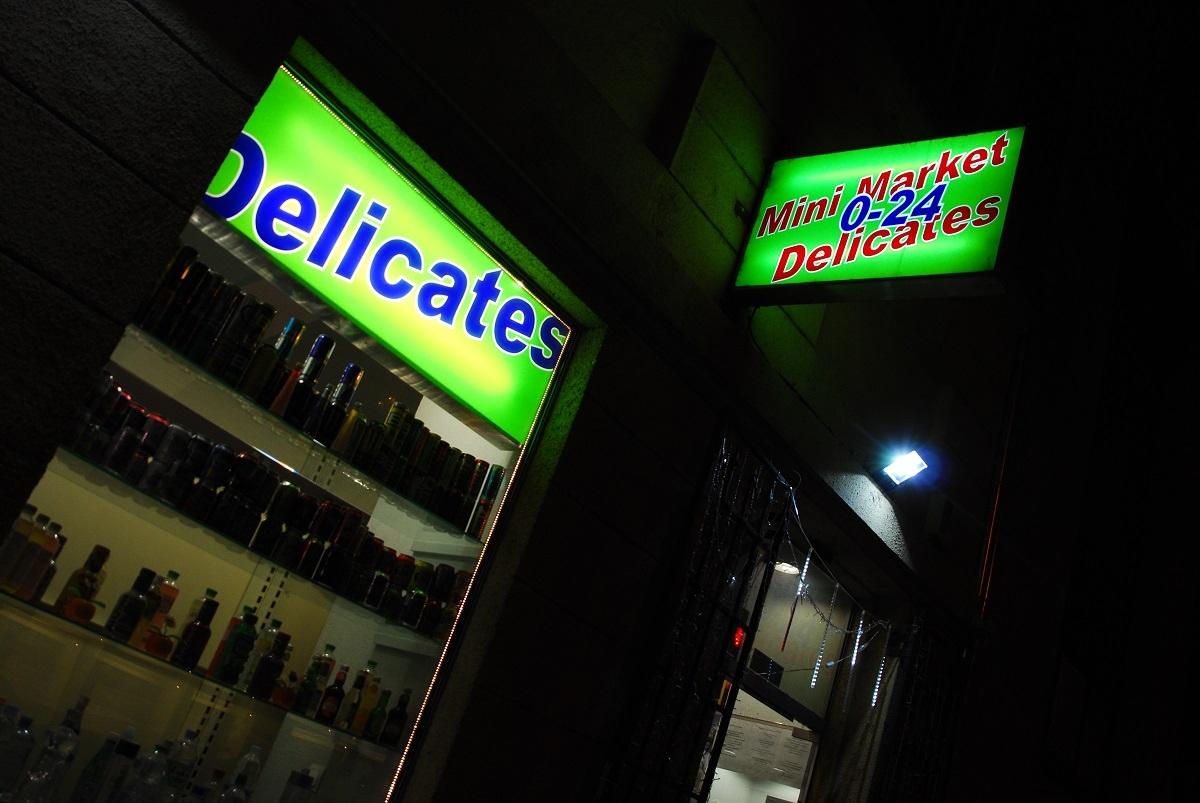 Delicates
Mini Market
0-24
Delicates